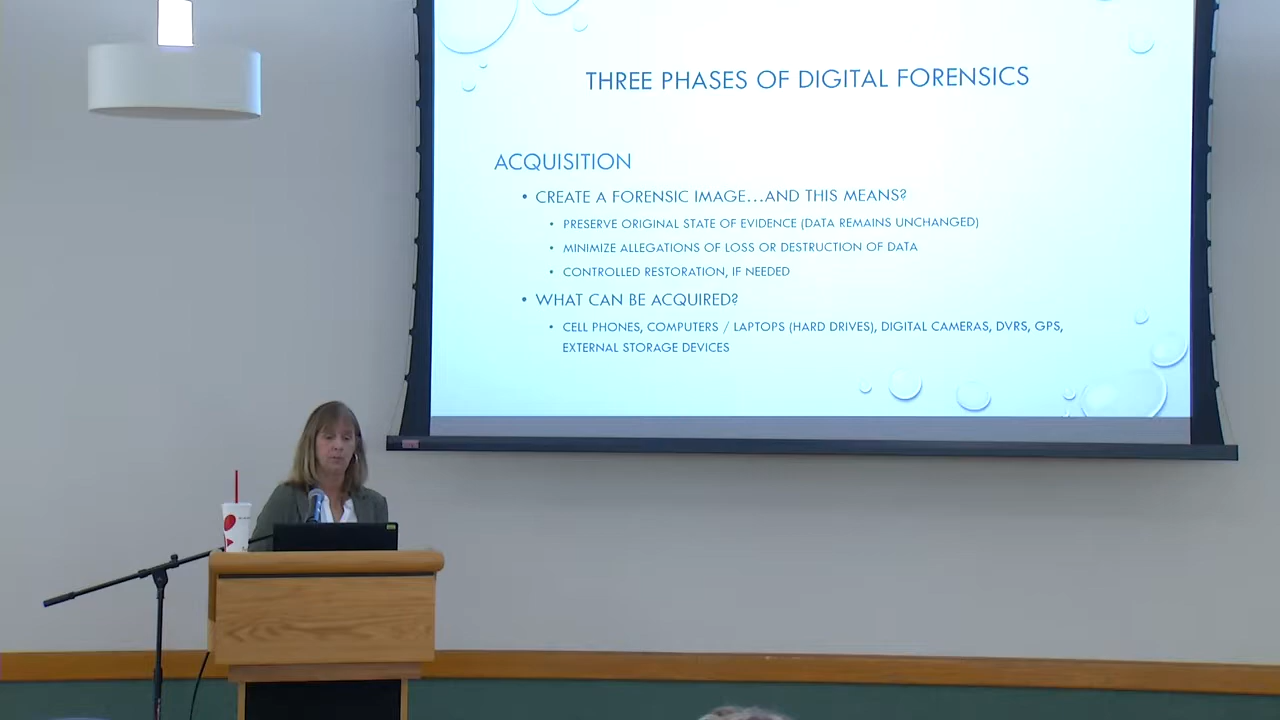 THREE PHASES OF DIGITAL FORENSICS
ACQUISITION
• CREATE A FORENSIC IMAGE...AND THIS MEANS?
• PRESERVE ORIGINAL STATE OF EVIDENCE (DATA REMAINS UNCHANGED)
• MINIMIZE ALLEGATIONS OF LOSS OR DESTRUCTION OF DATA
• CONTROLLED RESTORATION, IF NEEDED
• WHAT CAN BE ACQUIRED?
• CELL PHONES, COMPUTERS / LAPTOPS (HARD DRIVES), DIGITAL CAMERAS, DVRS, GPS,
EXTERNAL STORAGE DEVICES